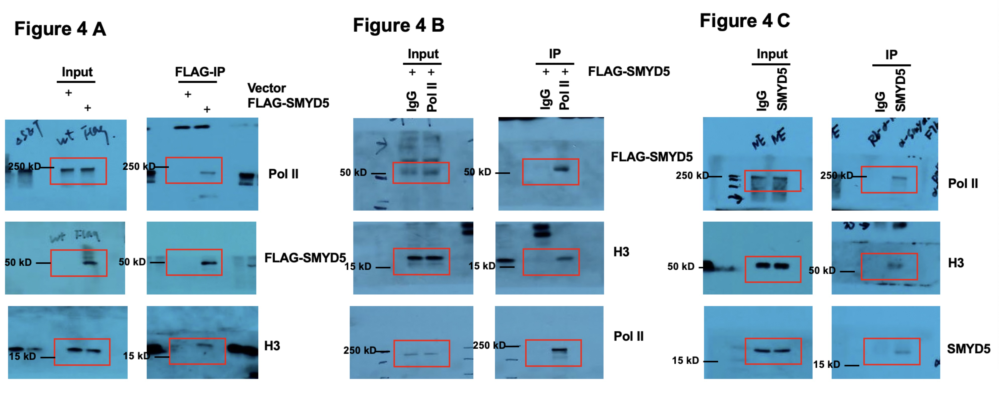 Figure 4 A
Input
FLAG-IP
+
+
Vector
+
+
FLAG-SMYD5
wt Flag.
250 kD
250 kD
Pol II
wt Flag
50 kD
50 kD
FLAG-SMYD5
15 kD
15 kD
H3
Figure 4 B
Input
IP
+ +
+ +
FLAG-SMYD5
IgG
Pol II
IgG
Pol II
50 kD
50 kD
FLAG-SMYD5
15 kD
15 kD
H3
250 kD
250 kD
Pol II
Figure 4 C
Input
IP
IgG
SMYD5
IgG
SMYD5
NE NE
250 kD
250 kD
Pol II
50 kD
50 kD
H3
15 kD
15 kD
SMYD5